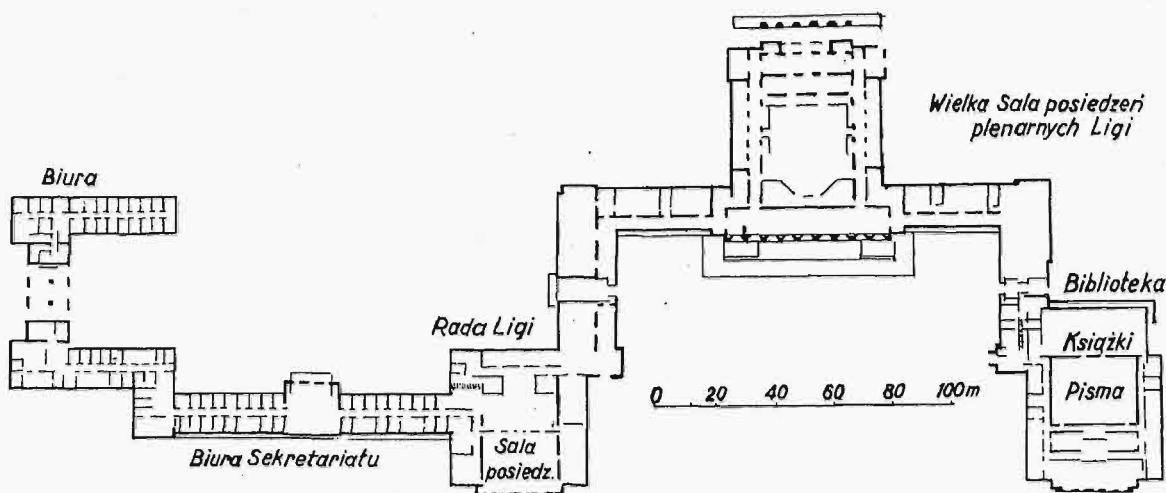 Wielka Sala posiedzeń
plenarnych Ligi
Biura
Biblioteka
Rada Ligi
Książki
Pisma
0 20 40 60 80 100m
Sala
posiedz.
Biura Sekretariatu